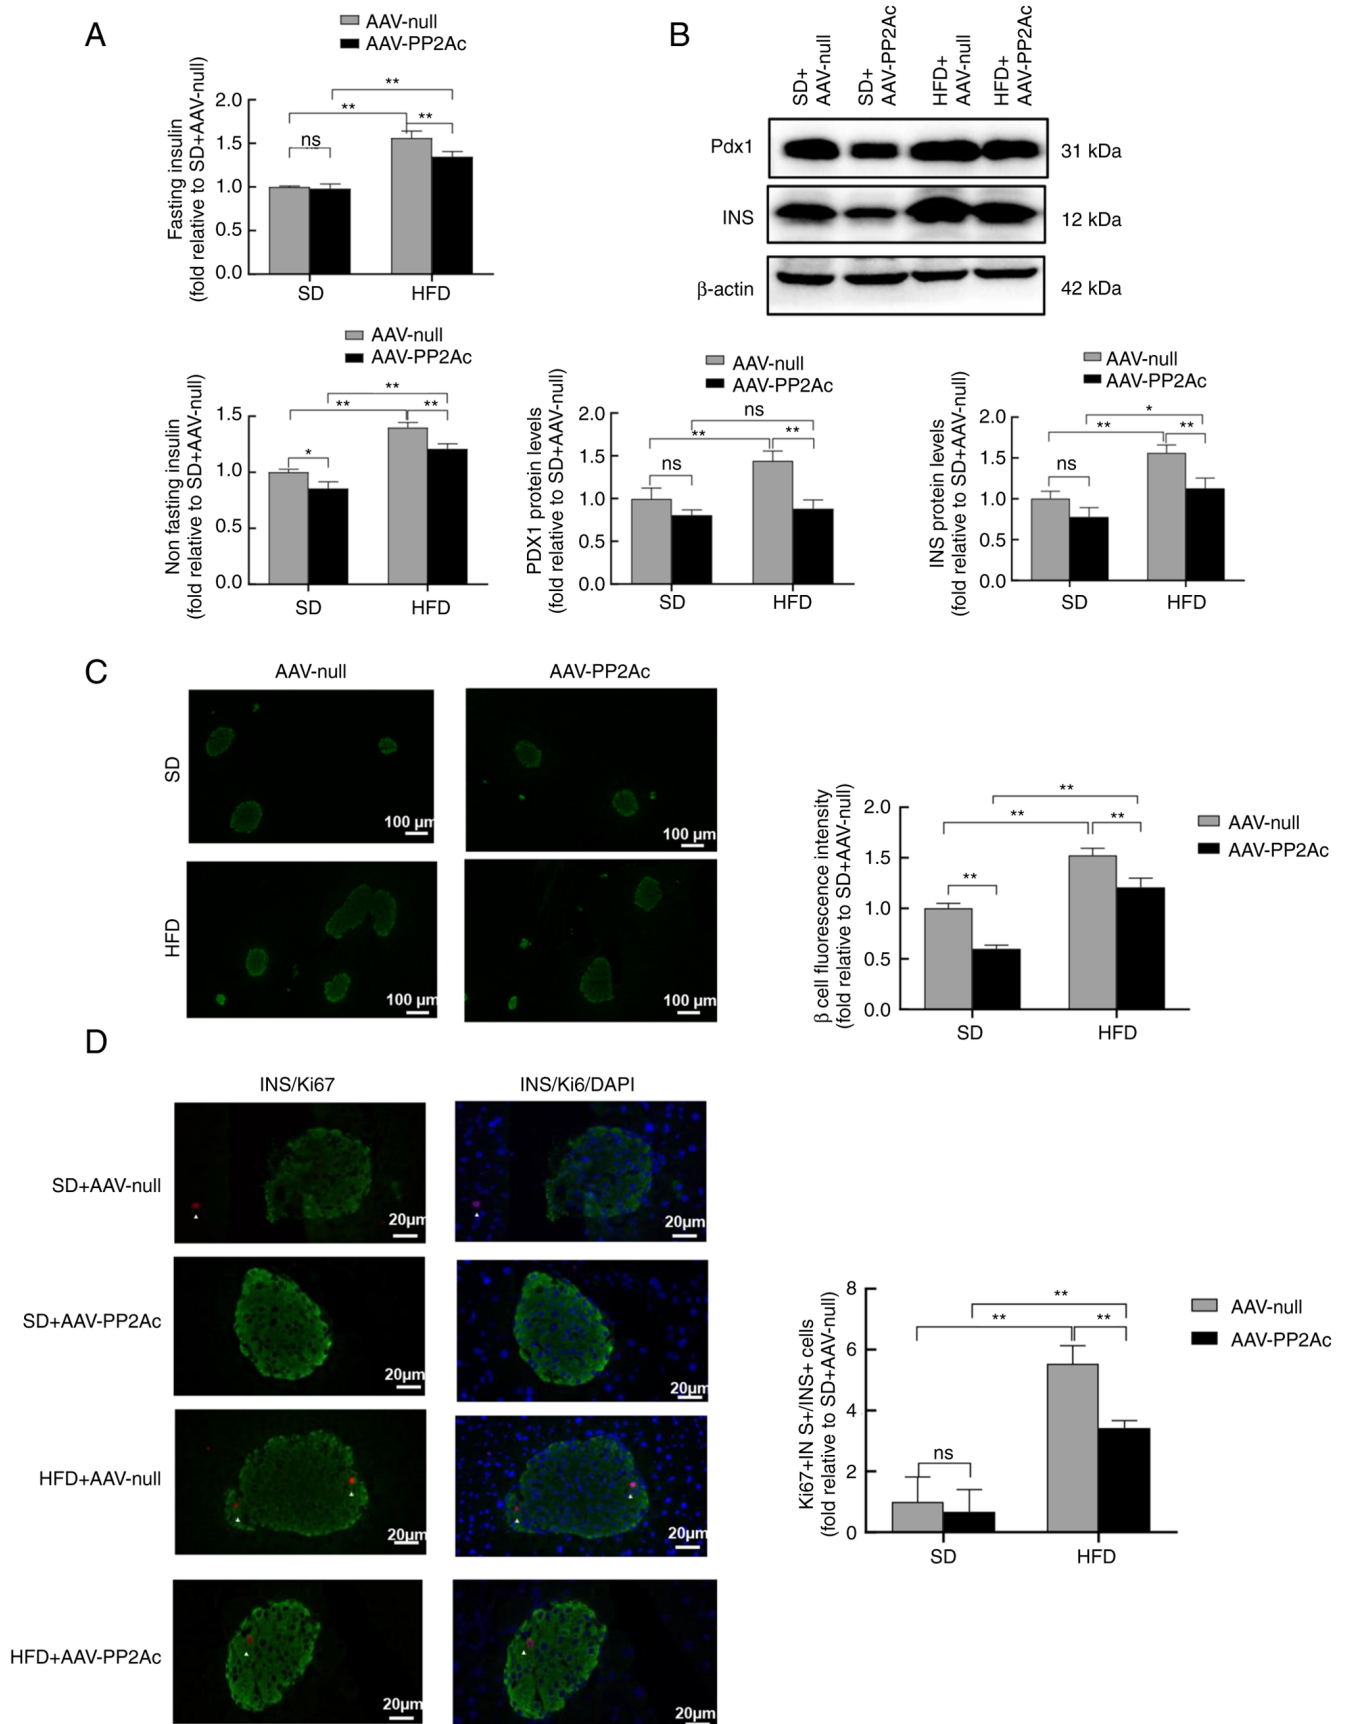 A
AAV-null
AAV-PP2Ac
Fasting insulin
(fold relative to SD+AAV-null)
2.0
1.5
1.0
0.5
0.0
**
**
**
ns
SD
HFD
AAV-null
AAV-PP2Ac
Non fasting insulin
(fold relative to SD+AAV-null)
1.5
1.0
0.5
0.0
**
**
**
*
SD
HFD
B
SD+
AAV-null
SD+
AAV-PP2Ac
HFD+
AAV-null
HFD+
AAV-PP2Ac
Pdx1
31 kDa
INS
12 kDa
β-actin
42 kDa
AAV-null
AAV-PP2Ac
PDX1 protein levels
(fold relative to SD+AAV-null)
2.0
1.5
1.0
0.5
0.0
ns
**
**
ns
SD
HFD
AAV-null
AAV-PP2Ac
INS protein levels
(fold relative to SD+AAV-null)
2.0
1.5
1.0
0.5
0.0
*
**
**
ns
SD
HFD
C
AAV-null
AAV-PP2Ac
SD
100 µm
100 µm
HFD
100 µm
100 µm
β cell fluorescence intensity
(fold relative to SD+AAV-null)
2.0
1.5
1.0
0.5
0.0
**
**
**
**
SD
HFD
AAV-null
AAV-PP2Ac
D
INS/Ki67
INS/Ki6/DAPI
SD+AAV-null
20µm
20µm
SD+AAV-PP2Ac
20µm
20µm
HFD+AAV-null
20µm
20µm
HFD+AAV-PP2Ac
20µm
20µm
Ki67+IN S+/INS+ cells
(fold relative to SD+AAV-null)
8
6
4
2
0
**
**
**
ns
SD
HFD
AAV-null
AAV-PP2Ac